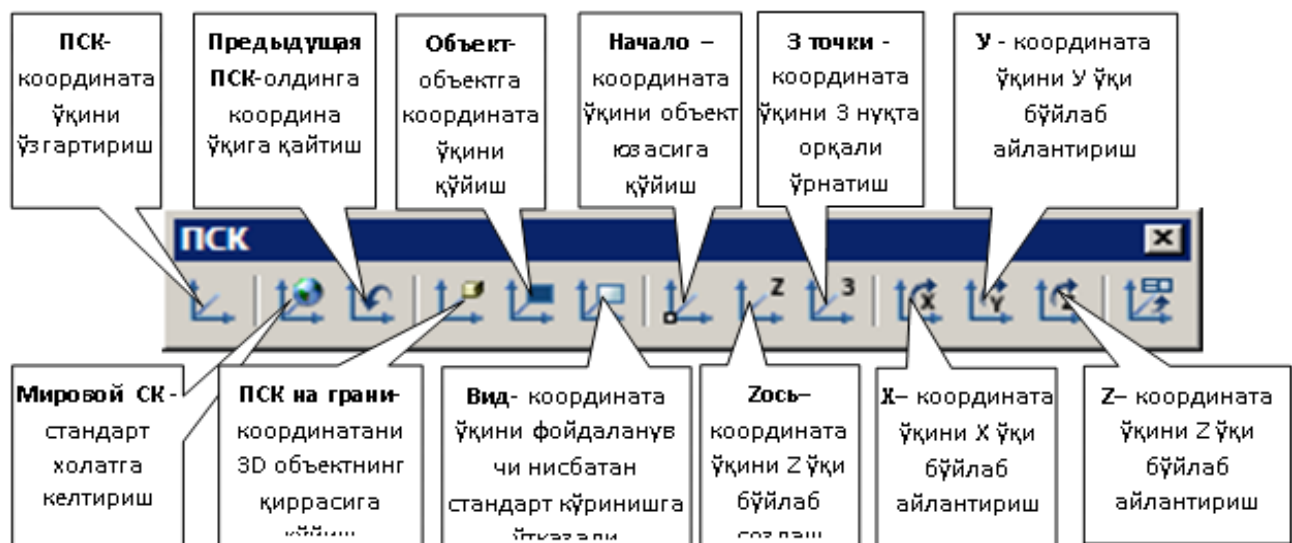 ПСК-
координата
ўқини
ўзгартириш
Предыдущая
ПСК-олдинга
координа
ўқига қайтиш
Объект-
объектга
координата
ўқини
қўйиш
Начало –
координата
ўқини объект
юзасига
қўйиш
3 точки -
координата
ўқини 3 нуқта
орқали
ўрнатиш
У - координата
ўқини У ўқи
бўйлаб
айлантириш
ПСК
Z
3
X
Y
Мировой СК -
стандарт
холатга
келтириш
ПСК на грани-
координатани
3D объектнинг
қиррасига
Вид- координата
ўқини фойдаланув
чи нисбатан
стандарт кўринишга
ўтказади
Zось–
координата
ўқини Z ўқи
бўйлаб
созлаш
X– координата
ўқини X ўқи
бўйлаб
айлантириш
Z– координата
ўқини Z ўқи
бўйлаб
айлантириш